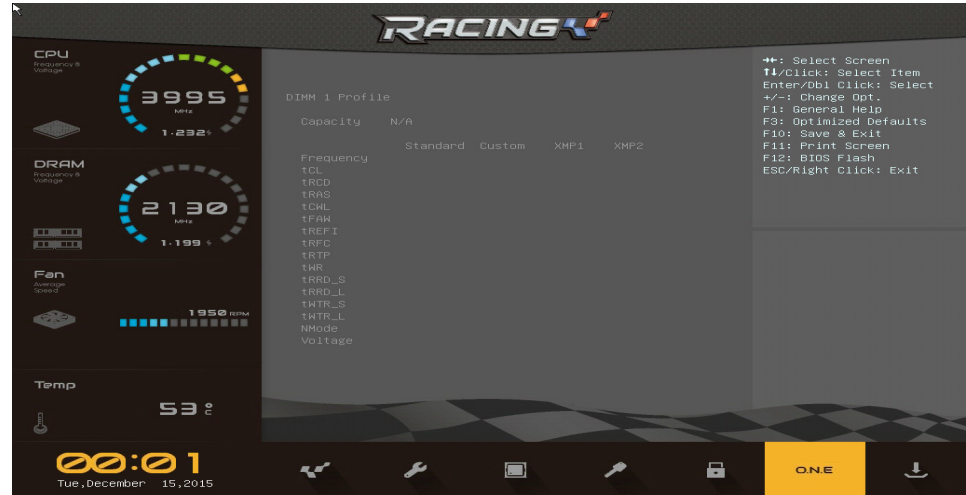 RACING
CPU
Frequency &
Voltage
3995
MHz
1.232
DRAM
Frequency &
Voltage
2130
MHz
1.199
Fan
Average
Speed
1950 RPM
Temp
53 °C
00:01
Tue,December 15,2015
DIMM 1 Profile
Capacity N/A
Standard Custom XMP1 XMP2
Frequency
tCL
tRCD
tRAS
tCWL
tFAW
tREFI
tRFC
tRTP
tWR
tRRD_S
tRRD_L
tWTR_S
tWTR_L
NMode
Voltage
→←: Select Screen
↑↓/Click: Select Item
Enter/Dbl Click: Select
+/-: Change Opt.
F1: General Help
F3: Optimized Defaults
F10: Save & Exit
F11: Print Screen
F12: BIOS Flash
ESC/Right Click: Exit
O.N.E